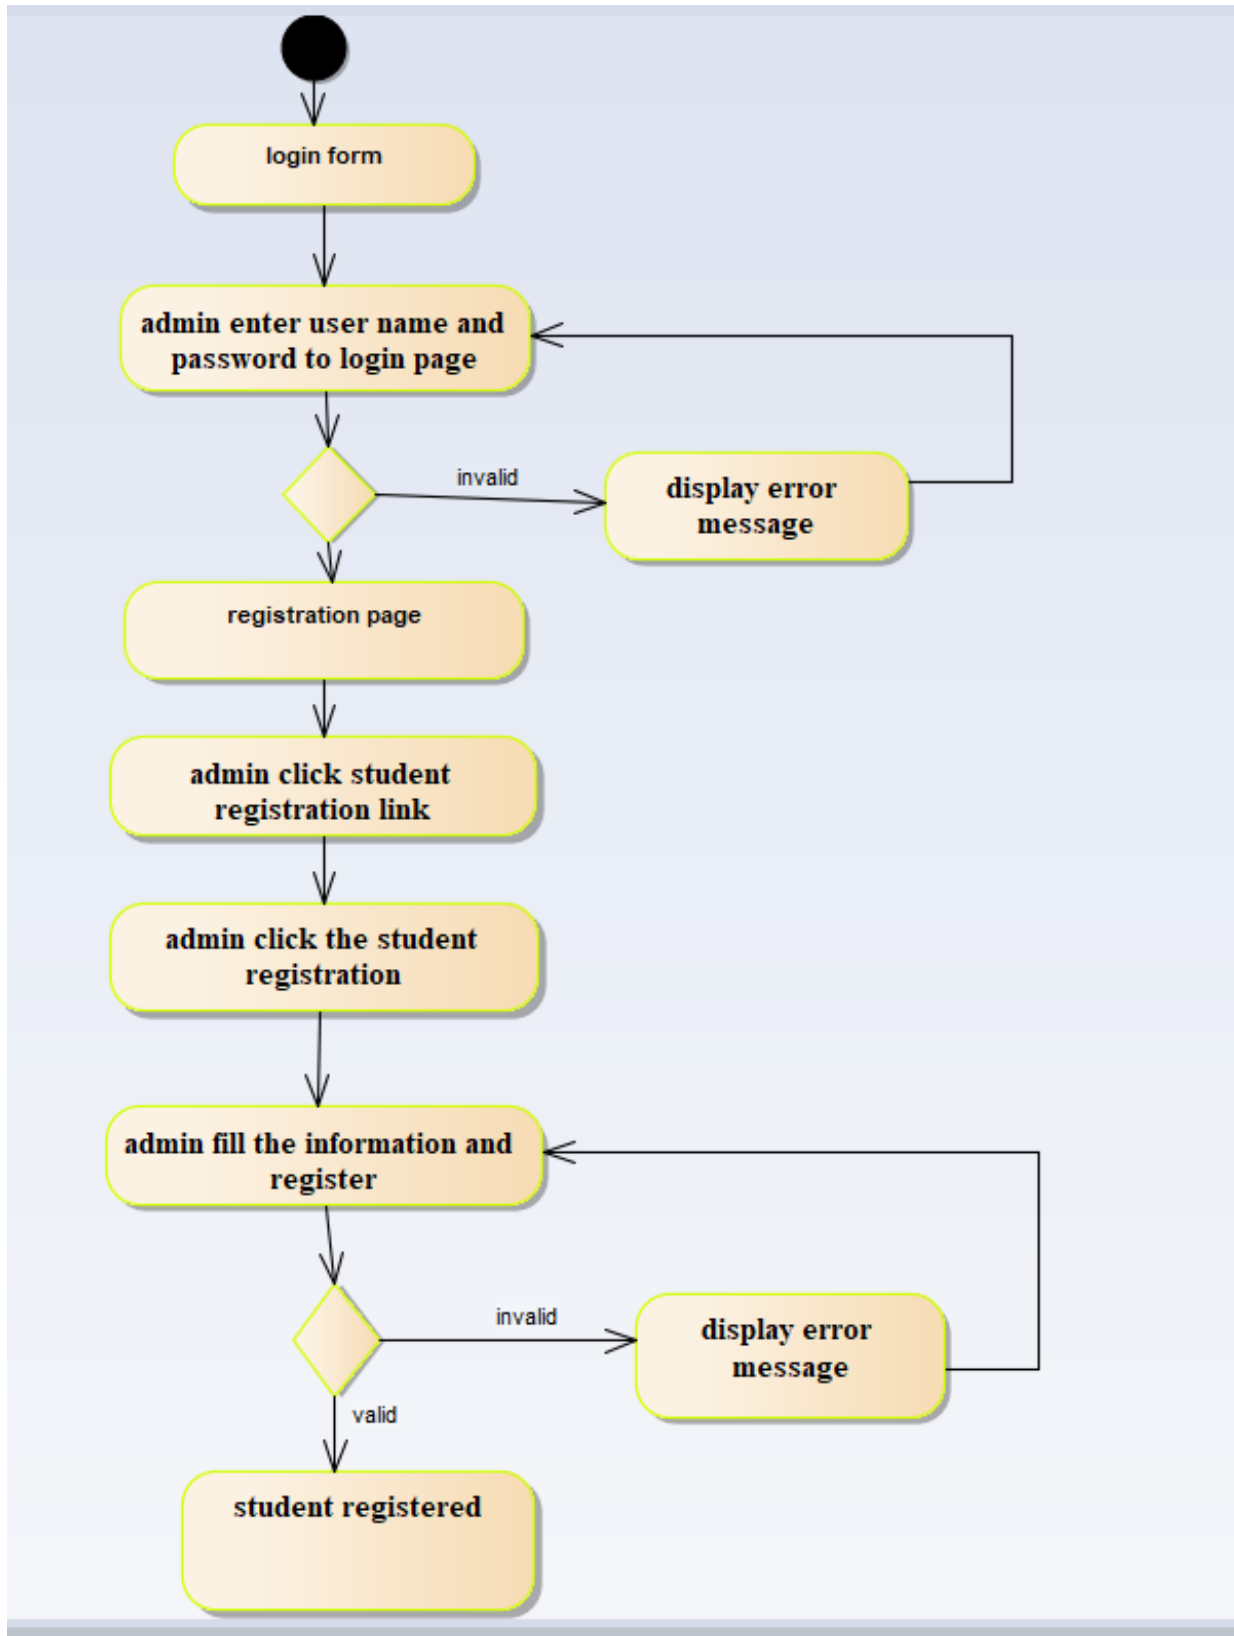 login form
admin enter user name and
password to login page
invalid
display error
message
registration page
admin click student
registration link
admin click the student
registration
admin fill the information and
register
invalid
display error
message
valid
student registered